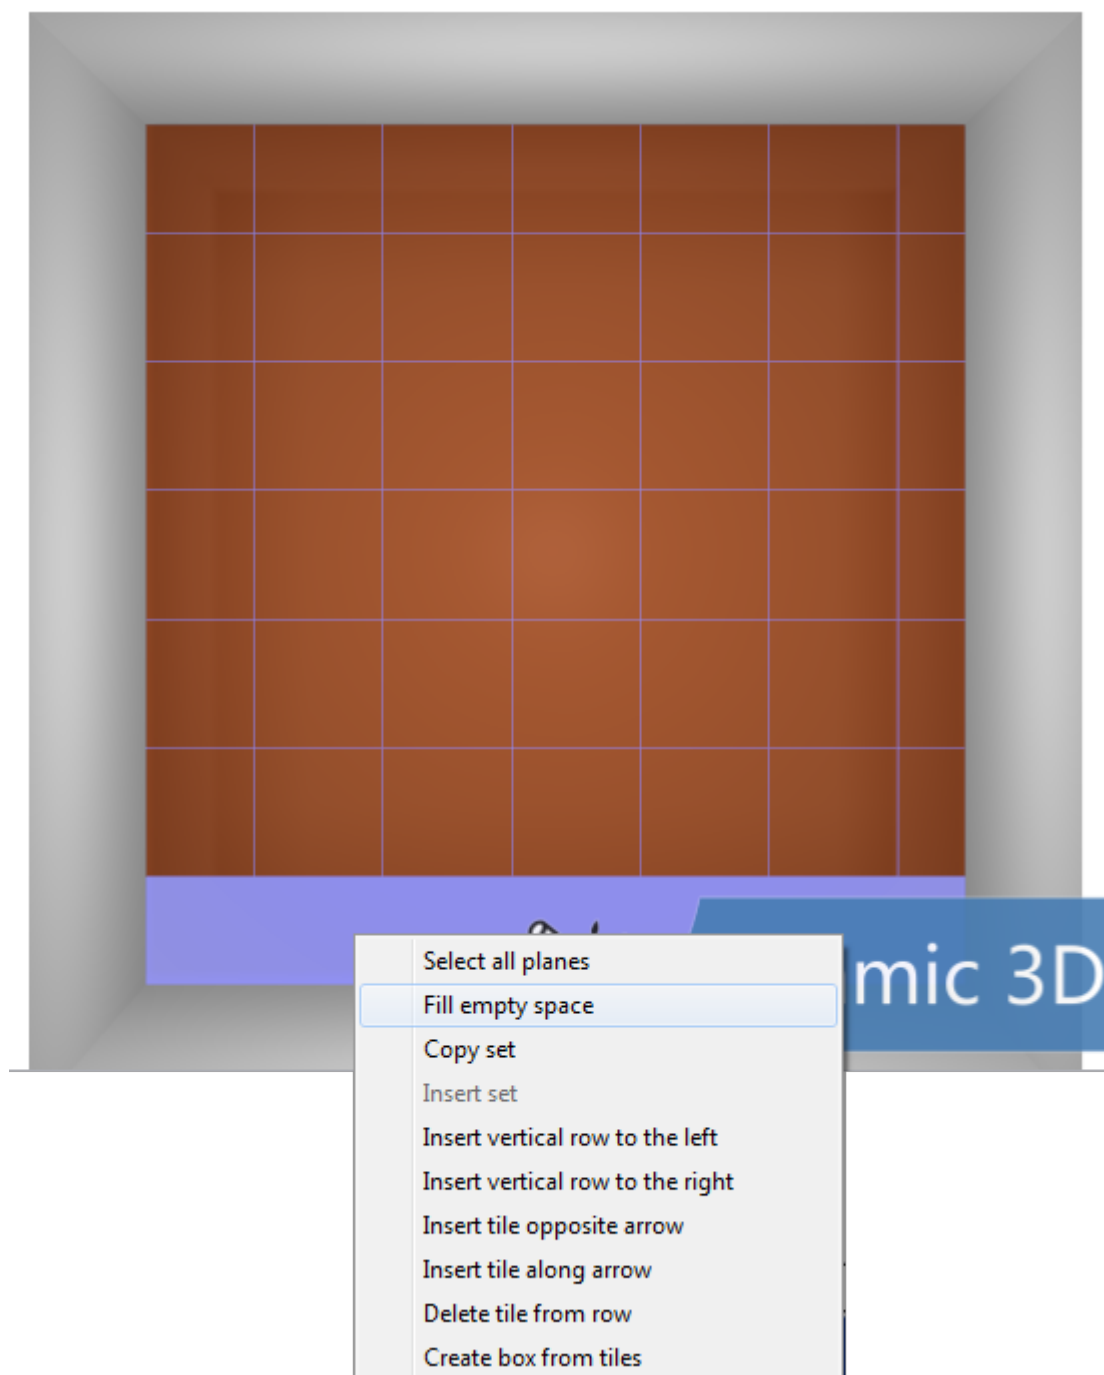 Select all planes
Fill empty space
mic 3D
Copy set
Insert set
Insert vertical row to the left
Insert vertical row to the right
Insert tile opposite arrow
Insert tile along arrow
Delete tile from row
Create box from tiles